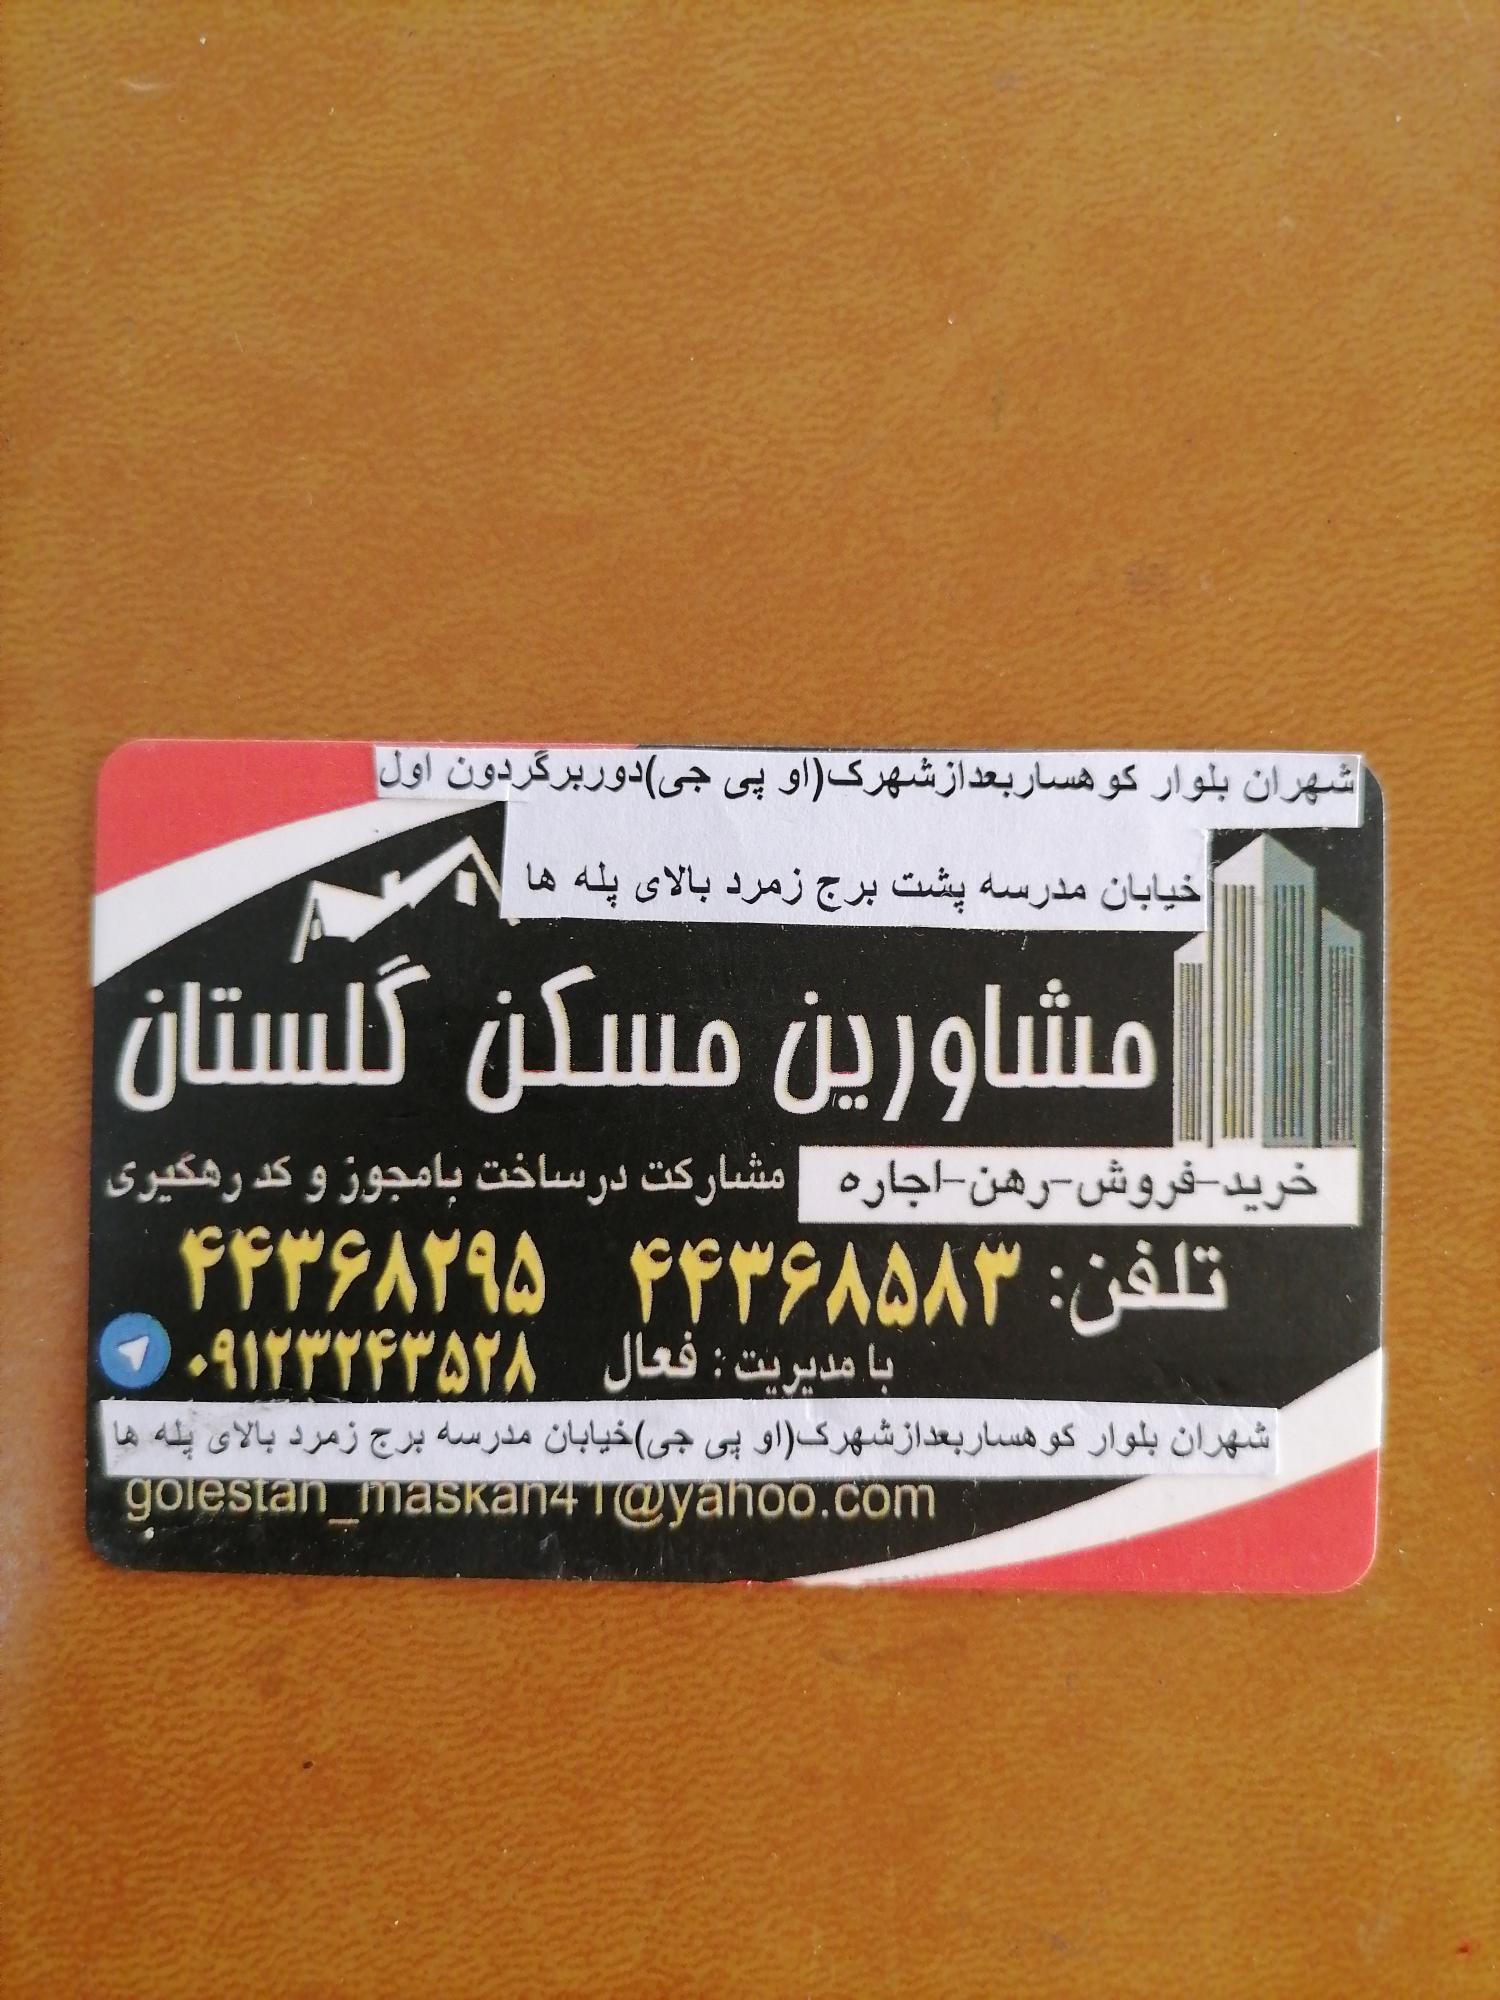 شهران بلوار کوهساربعدازشهرک(او پی جی)دوربرگردون اول
خیابان مدرسه پشت برج زمرد بالای پله ها
مشاورین مسکن گلستان
خرید-فروش-رهن-اجاره مشارکت درساخت بامجوز و کد رهگیری
تلفن: ۴۴۳۶۸۵۸۳ ۴۴۳۶۸۲۹۵
با مدیریت : فعال ۰۹۱۲۳۲۴۳۵۲۸
شهران بلوار کوهساربعدازشهرک(او پی جی)خیابان مدرسه برج زمرد بالای پله ها
golestan_maskan41@yahoo.com